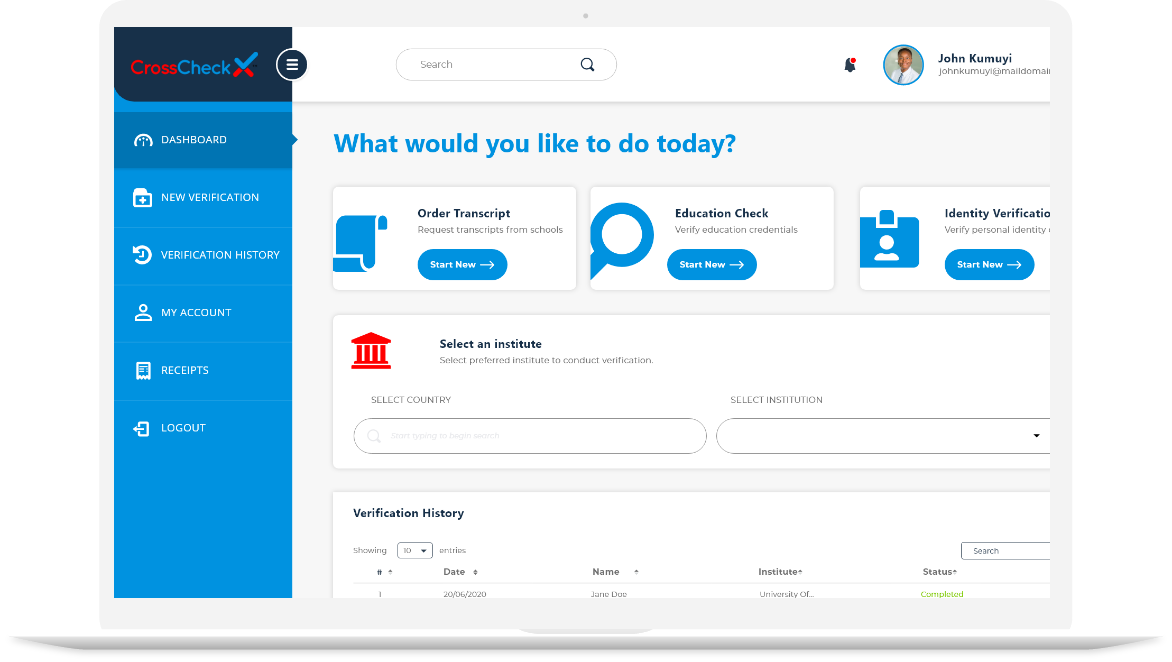 CrossCheck
Search
John Kumuyi
johnkumuyi@maildomai
DASHBOARD
NEW VERIFICATION
VERIFICATION HISTORY
MY ACCOUNT
RECEIPTS
LOGOUT
What would you like to do today?
Order Transcript
Request transcripts from schools
Start New
Education Check
Verify education credentials
Start New
Identity Verificatio
Verify personal identity
Start New
Select an institute
Select preferred institute to conduct verification.
SELECT COUNTRY
SELECT INSTITUTION
Start typing to begin search
Verification History
Showing 10 entries
Search
# Date Name Institute Status
1 20/06/2020 Jane Doe University Of... Completed